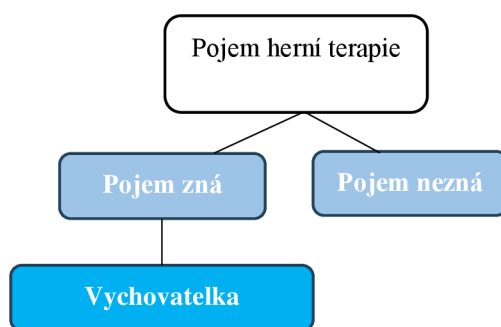 Pojem herní terapie
Pojem zná
Pojem nezná
Vychovatelka